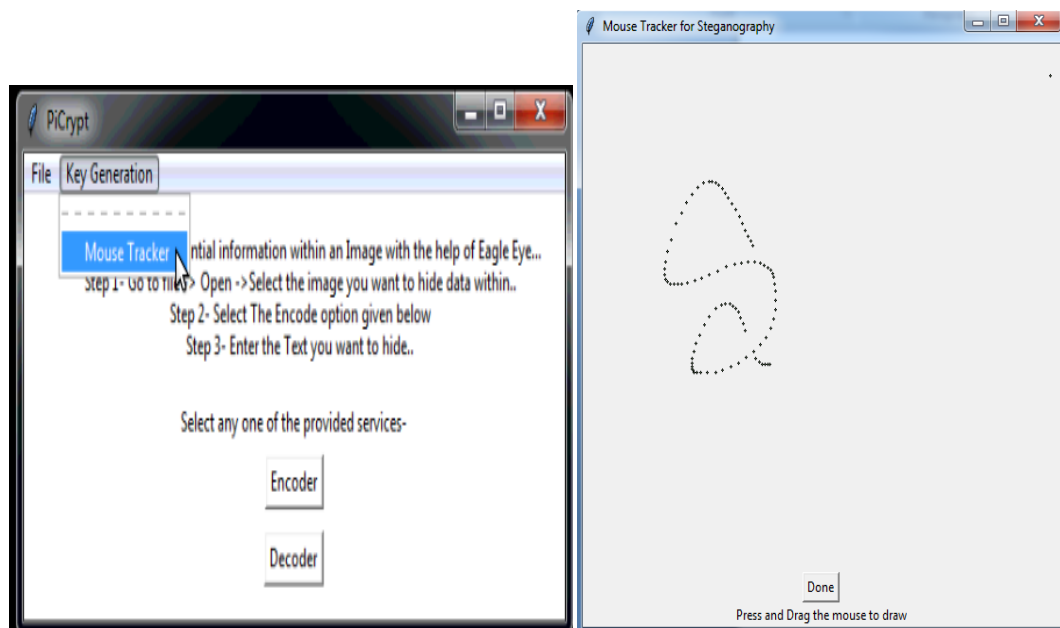 PiCrypt
File Key Generation
Mouse Tracker ntial information within an Image with the help of Eagle Eye...
Step 1- Go to files > Open ->Select the image you want to hide data within..
Step 2- Select The Encode option given below
Step 3- Enter the Text you want to hide..
Select any one of the provided services-
Encoder
Decoder
Mouse Tracker for Steganography
Done
Press and Drag the mouse to draw